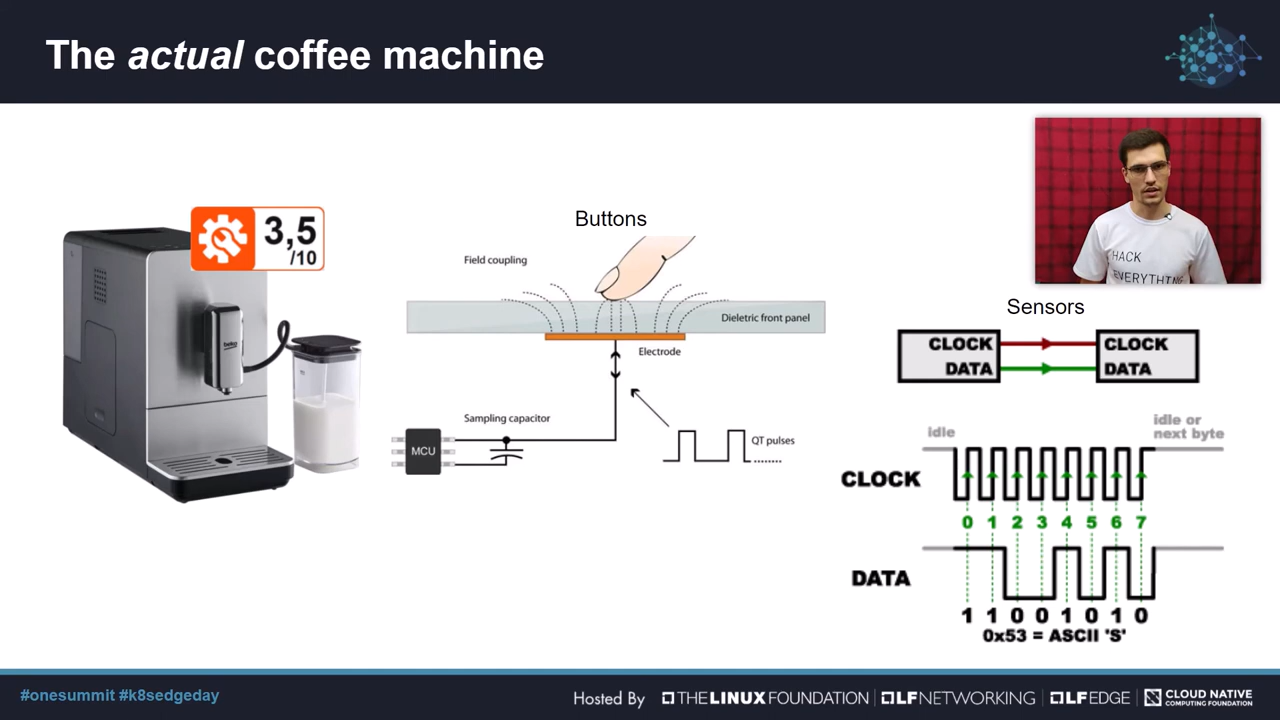 The actual coffee machine
3,5
/10
beko
Buttons
Field coupling
Dieletric front panel
Electrode
Sampling capacitor
MCU
QT pulses
HACK
EVERYTHING
Sensors
CLOCK
DATA
CLOCK
DATA
idle
idle or
next byte
CLOCK
0 1 2 3 4 5 6 7
DATA
1 1 0 0 1 0 1 0
0x53 = ASCII 'S'
#onesummit #k8sedgeday
Hosted By
THE LINUX FOUNDATION
LF NETWORKING
LF EDGE
CLOUD NATIVE
COMPUTING FOUNDATION